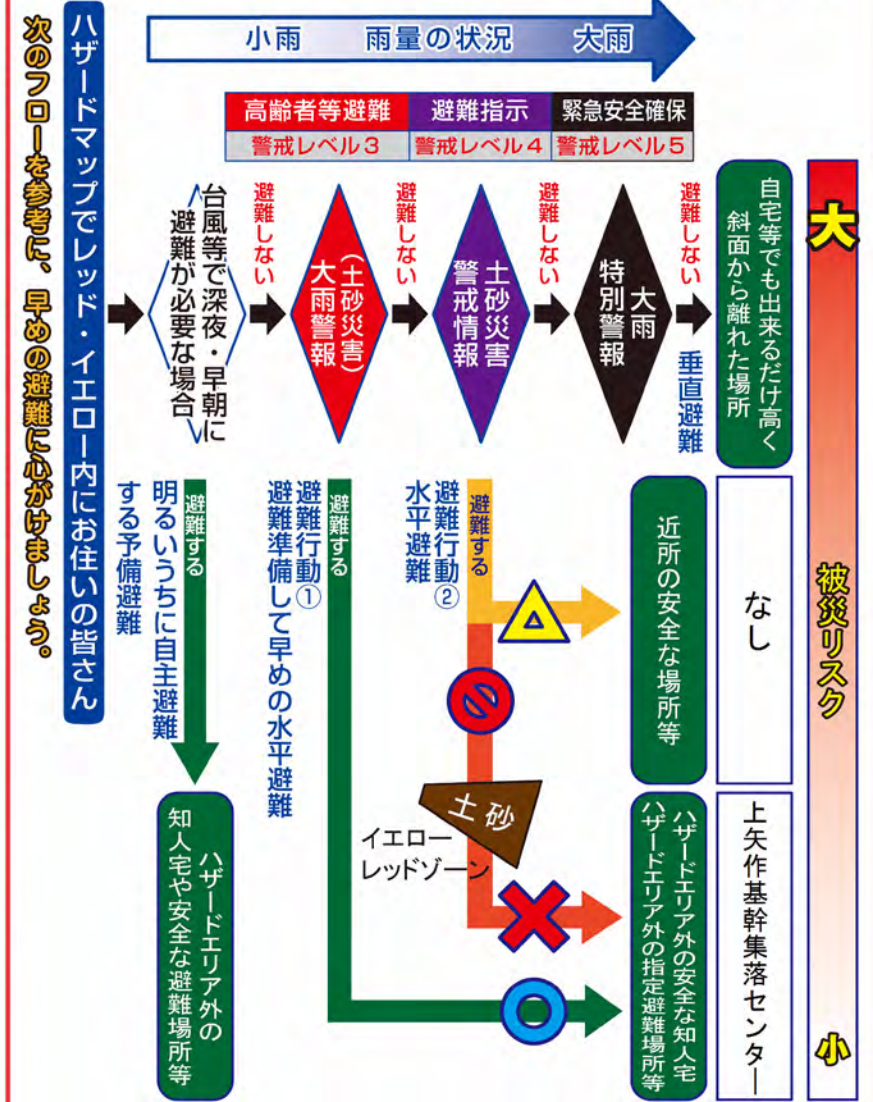 次のフローを参考に、早めの避難に心がけましょう。
ハザードマップでレッド・イエロー内にお住いの皆さん
小雨　雨量の状況　大雨
高齢者等避難
警戒レベル3
避難指示
警戒レベル4
緊急安全確保
警戒レベル5
台風等で深夜・早朝に
避難が必要な場合
避難しない
(土砂災害)
大雨警報
避難しない
土砂災害
警戒情報
避難しない
大雨
特別警報
避難しない
垂直避難
自宅等でも出来るだけ高く
斜面から離れた場所
避難する
明るいうちに自主避難
する予備避難
避難する
避難行動①
避難準備して早めの水平避難
避難する
避難行動②
水平避難
土砂
イエロー
レッドゾーン
近所の安全な場所等
なし
ハザードエリア外の
知人宅や安全な避難場所等
ハザードエリア外の安全な知人宅
ハザードエリア外の指定避難場所等
上矢作基幹集落センター
大
被災リスク
小